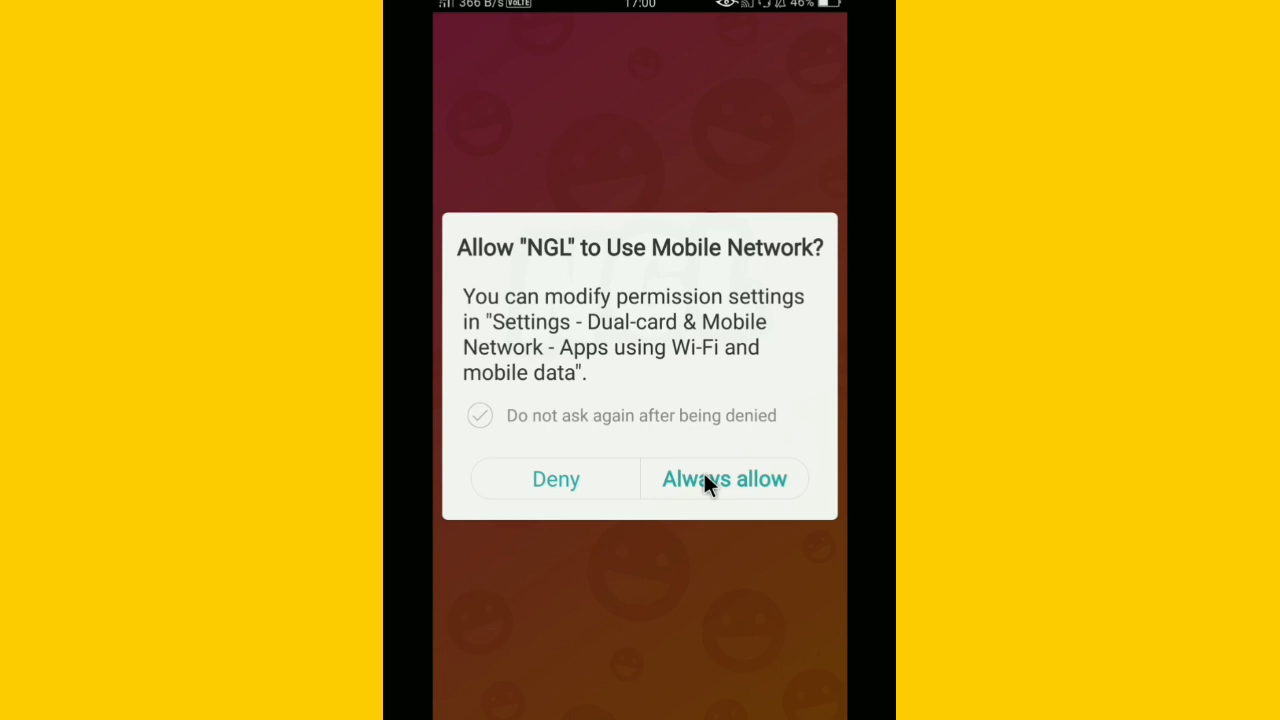 366 B/s VoLTE 17:00 46%
Allow "NGL" to Use Mobile Network?
You can modify permission settings
in "Settings - Dual-card & Mobile
Network - Apps using Wi-Fi and
mobile data".
Do not ask again after being denied
Deny Always allow